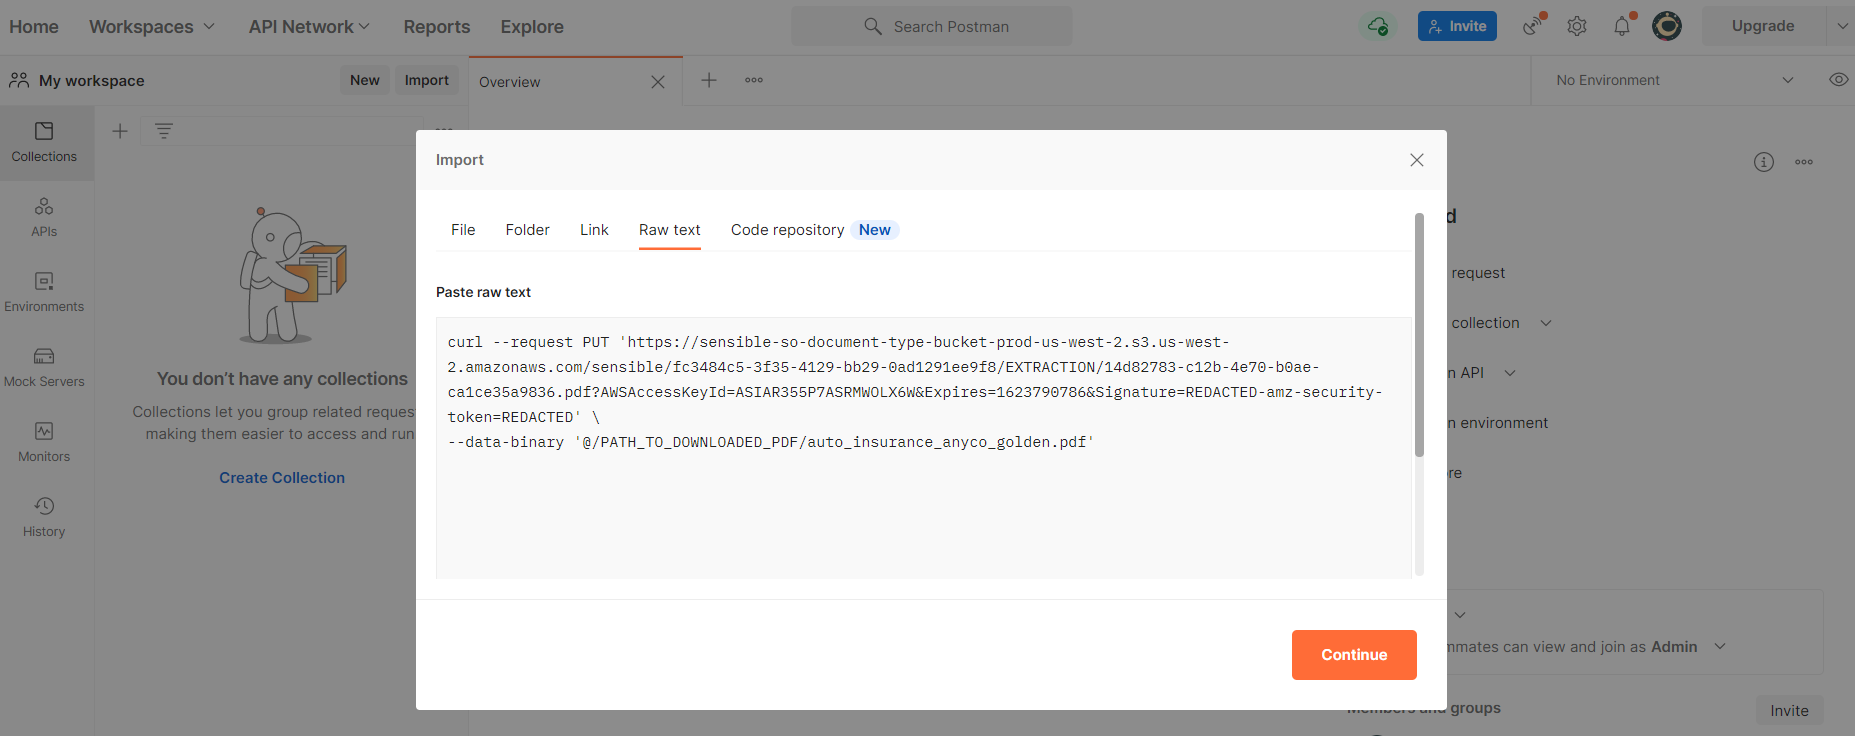 Home Workspaces API Network Reports Explore Search Postman Invite Upgrade
My workspace New Import Overview No Environment
Collections
APIs
Environments
Mock Servers
Monitors
History
You don't have any collections
Collections let you group related
making them easier to access and run
Create Collection
Import
File Folder Link Raw text Code repository New
Paste raw text
curl --request PUT 'https://sensible-so-document-type-bucket-prod-us-west-2.s3.us-west-
2.amazonaws.com/sensible/fc3484c5-3f35-4129-bb29-0ad1291ee9f8/EXTRACTION/14d82783-c12b-4e70-b0ae-
ca1ce35a9836.pdf?AWSAccessKeyId=ASIAR355P7ASRMWOLX6W&Expires=1623790786&Signature=REDACTED-amz-security-
token=REDACTED' \
--data-binary '@/PATH_TO_DOWNLOADED_PDF/auto_insurance_anyco_golden.pdf'
Continue
request
collection
API
environment
can view and join as Admin
and groups
Invite